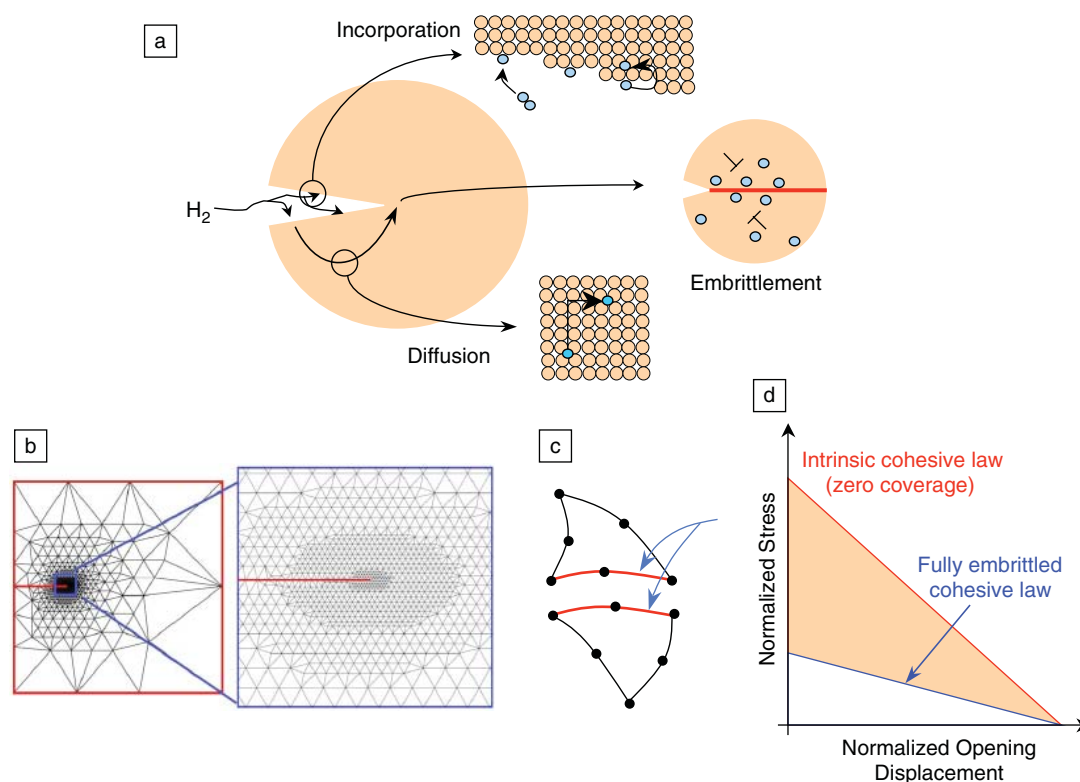 a
Incorporation
H2
Embrittlement
Diffusion
b
c
d
Intrinsic cohesive law
(zero coverage)
Fully embrittled
cohesive law
Normalized Stress
Normalized Opening
Displacement